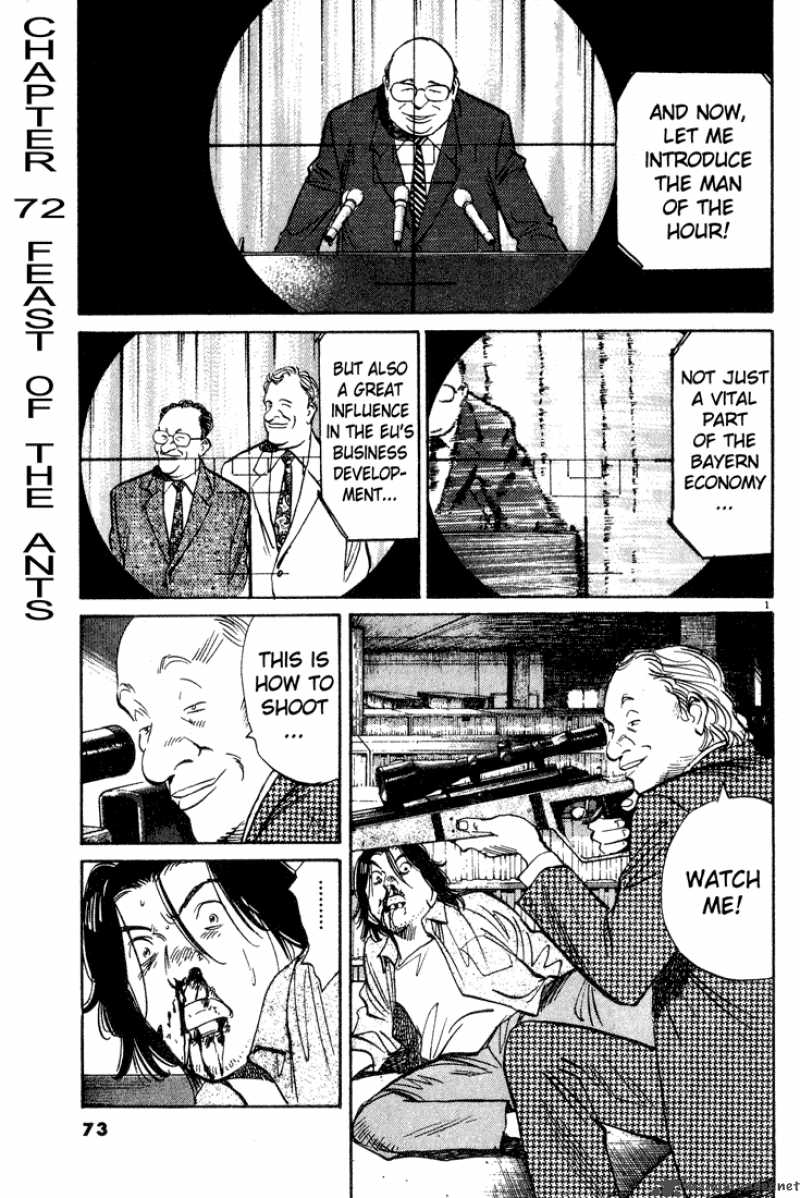 CHAPTER 72 FEAST OF THE ANTS
AND NOW,
LET ME
INTRODUCE
THE MAN
OF THE
HOUR!
NOT JUST
A VITAL
PART
OF THE
BAYERN
ECONOMY
...
BUT ALSO
A GREAT
INFLUENCE
IN THE EU'S
BUSINESS
DEVELOP-
MENT...
1
THIS IS
HOW TO
SHOOT
...
WATCH
ME!
........
73